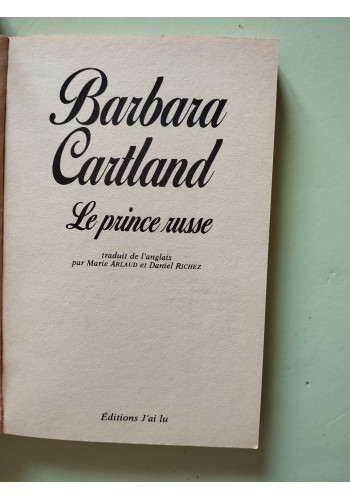 Barbara
Cartland
Le prince russe
traduit de l'anglais
par Marie ARLAUD et Daniel RICHEZ
Éditions J'ai lu